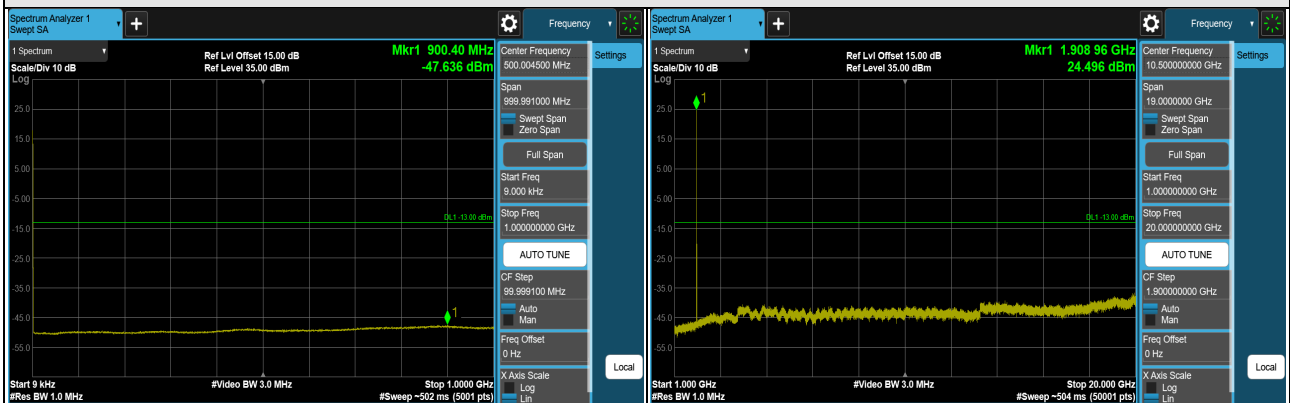 Spectrum Analyzer 1
Swept SA
+
Frequency
1 Spectrum
Scale/Div 10 dB
Ref Lvl Offset 15.00 dB
Ref Level 35.00 dBm
Mkr1 900.40 MHz
-47.636 dBm
Log
25.0
15.0
5.00
-5.00
-15.0
-25.0
-35.0
-45.0
-55.0
DL1 -13.00 dBm
1
Start 9 kHz
#Res BW 1.0 MHz
#Video BW 3.0 MHz
Stop 1.0000 GHz
#Sweep ~502 ms (5001 pts)
Center Frequency
500.004500 MHz
Span
999.991000 MHz
Swept Span
Zero Span
Full Span
Start Freq
9.000 kHz
Stop Freq
1.000000000 GHz
AUTO TUNE
CF Step
99.999100 MHz
Auto
Man
Freq Offset
0 Hz
X Axis Scale
Log
Lin
Settings
Local
Spectrum Analyzer 1
Swept SA
+
Frequency
1 Spectrum
Scale/Div 10 dB
Ref Lvl Offset 15.00 dB
Ref Level 35.00 dBm
Mkr1 1.908 96 GHz
24.496 dBm
Log
25.0
15.0
5.00
-5.00
-15.0
-25.0
-35.0
-45.0
-55.0
DL1 -13.00 dBm
1
Start 1.000 GHz
#Res BW 1.0 MHz
#Video BW 3.0 MHz
Stop 20.000 GHz
#Sweep ~504 ms (50001 pts)
Center Frequency
10.500000000 GHz
Span
19.0000000 GHz
Swept Span
Zero Span
Full Span
Start Freq
1.000000000 GHz
Stop Freq
20.000000000 GHz
AUTO TUNE
CF Step
1.900000000 GHz
Auto
Man
Freq Offset
0 Hz
X Axis Scale
Log
Lin
Settings
Local